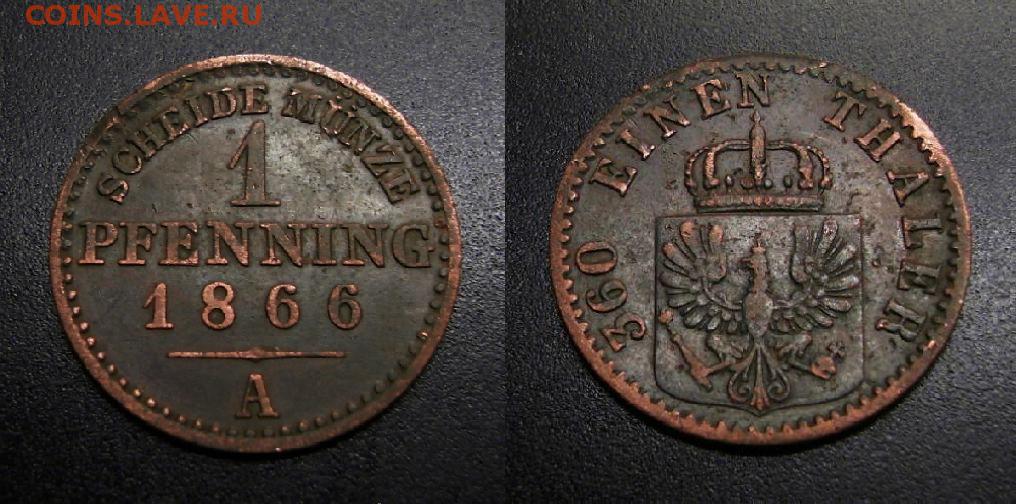 COINS.LAVE.RU
SCHEIDE MÜNZE
1
PFENNING
1866
A
360 EINEN THALER